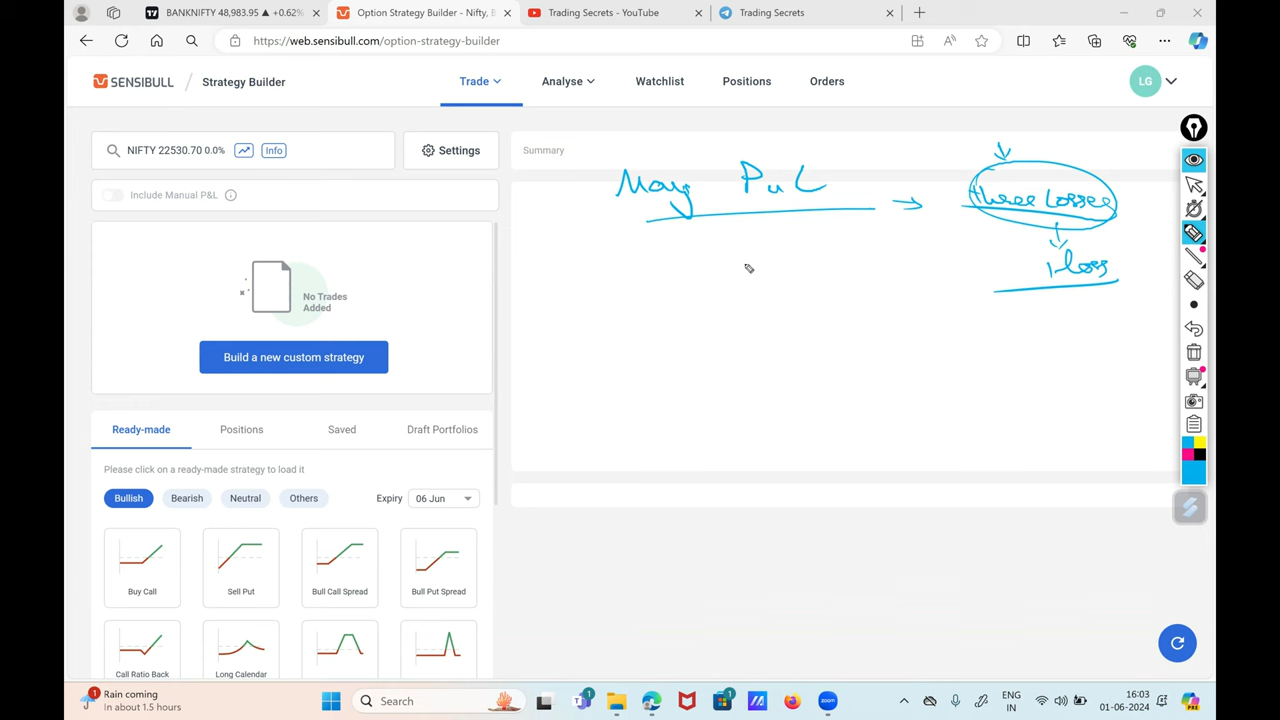 BANKNIFTY 48,983.95 ▲ +0.62%
Option Strategy Builder - Nifty, B
Trading Secrets - YouTube
Trading Secrets
https://web.sensibull.com/option-strategy-builder
SENSIBULL / Strategy Builder
Trade
Analyse
Watchlist
Positions
Orders
LG
NIFTY 22530.70 0.0% Info
Settings
Summary
Include Manual P&L
May PnL
three Losses
1 loss
No Trades
Added
Build a new custom strategy
Ready-made
Positions
Saved
Draft Portfolios
Please click on a ready-made strategy to load it
Bullish
Bearish
Neutral
Others
Expiry
06 Jun
Buy Call
Sell Put
Bull Call Spread
Bull Put Spread
Call Ratio Back
Long Calendar
1 Rain coming
In about 1.5 hours
Search
1
1
ENG
IN
16:03
01-06-2024